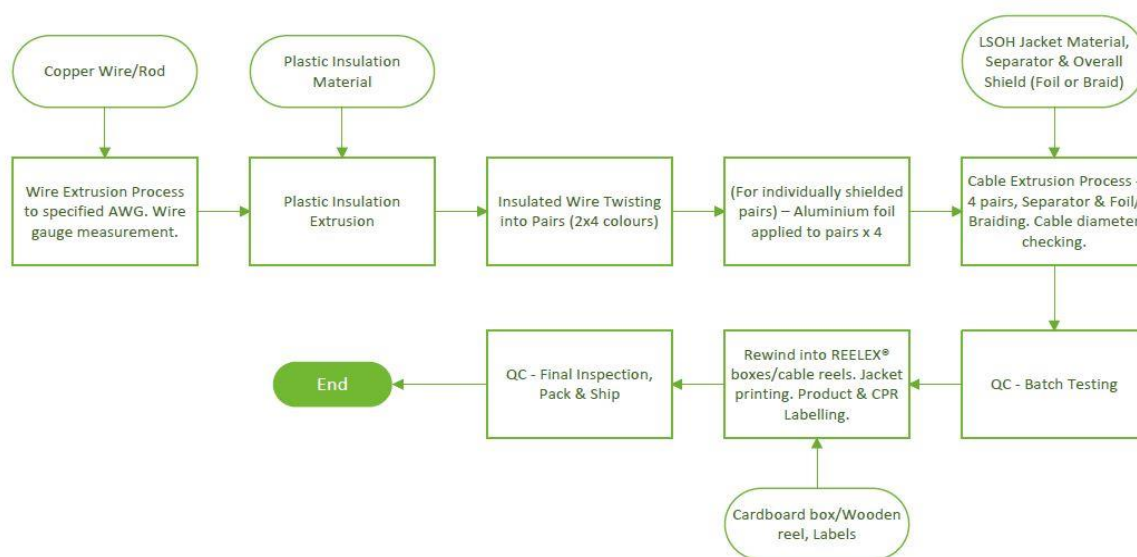 Copper Wire/Rod
Plastic Insulation
Material
LSOH Jacket Material,
Separator & Overall
Shield (Foil or Braid)
Wire Extrusion Process
to specified AWG. Wire
gauge measurement.
Plastic Insulation
Extrusion
Insulated Wire Twisting
into Pairs (2x4 colours)
(For individually shielded
pairs) – Aluminium foil
applied to pairs x 4
Cable Extrusion Process -
4 pairs, Separator & Foil/
Braiding. Cable diameter
checking.
End
QC - Final Inspection,
Pack & Ship
Rewind into REELEX®
boxes/cable reels. Jacket
printing. Product & CPR
Labelling.
QC - Batch Testing
Cardboard box/Wooden
reel, Labels